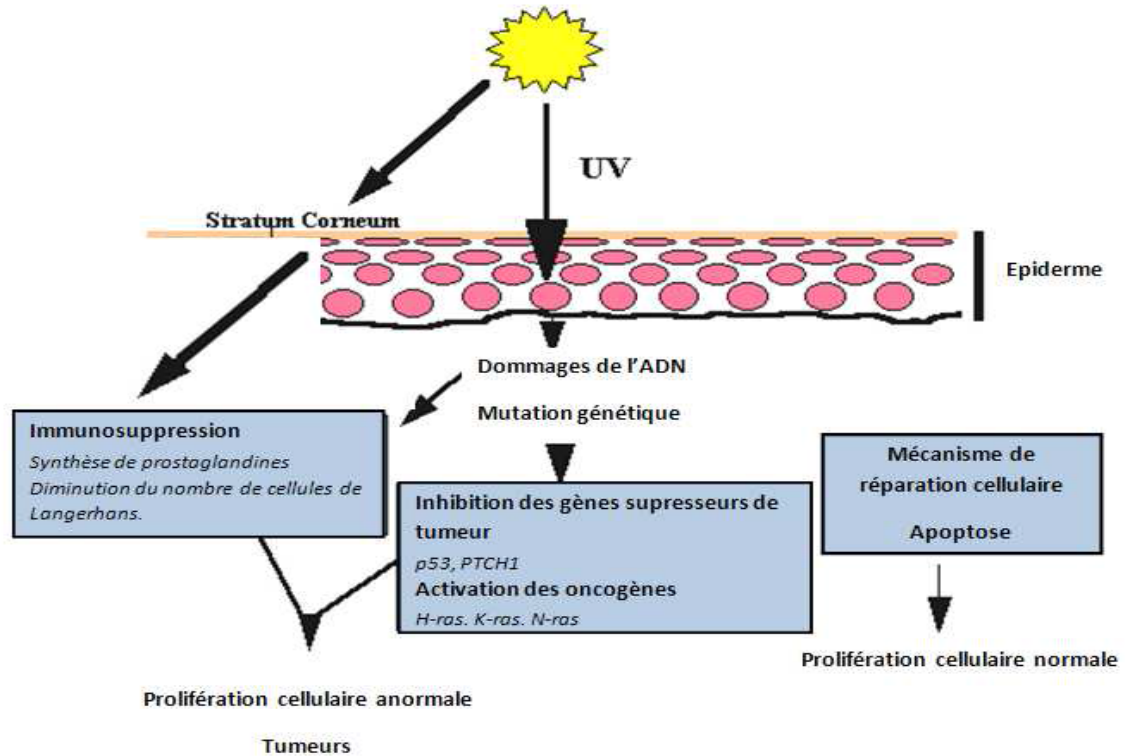 UV
Stratum Corneum
Epiderme
Dommages de l'ADN
Mutation génétique
Immunosuppression
Synthèse de prostaglandines
Diminution du nombre de cellules de
Langerhans.
Inhibition des gènes supresseurs de
tumeur
p53, PTCH1
Activation des oncogènes
H-ras. K-ras. N-ras
Mécanisme de
réparation cellulaire
Apoptose
Prolifération cellulaire normale
Prolifération cellulaire anormale
Tumeurs